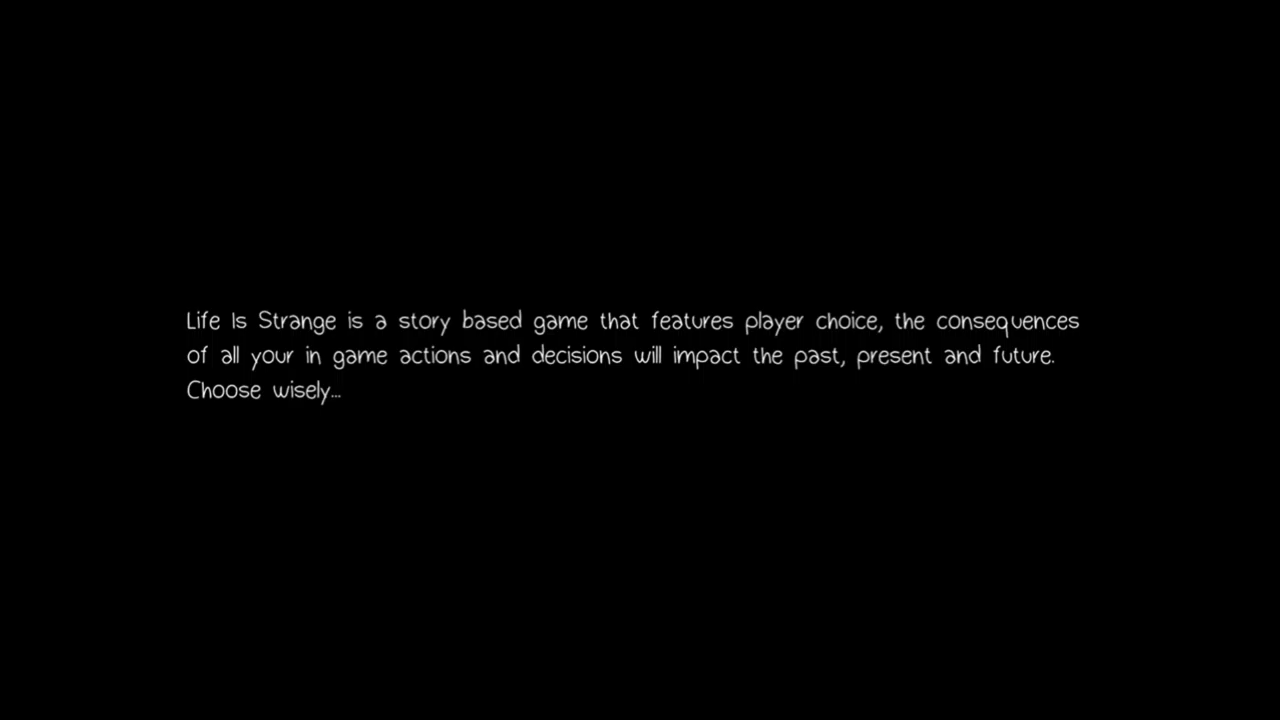 Life Is Strange is a story based game that features player choice, the consequences
of all your in game actions and decisions will impact the past, present and future.
Choose wisely...